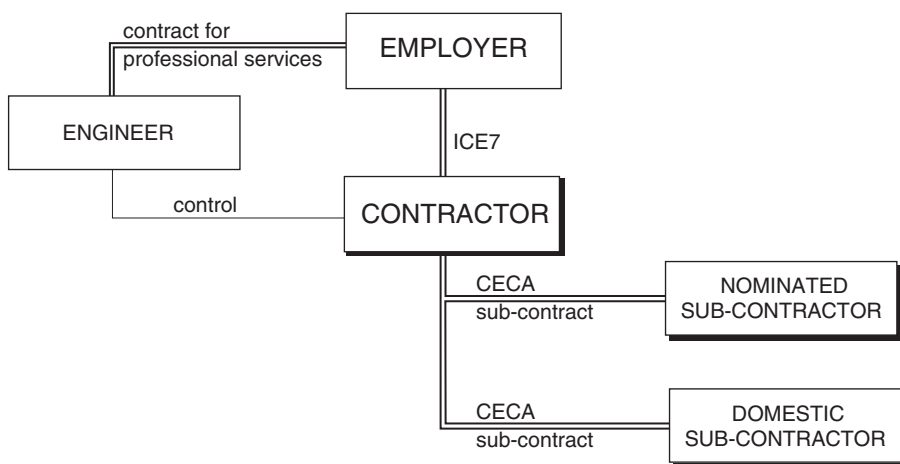 contract for
professional services
EMPLOYER
ENGINEER
ICE7
control
CONTRACTOR
CECA
sub-contract
NOMINATED
SUB-CONTRACTOR
CECA
sub-contract
DOMESTIC
SUB-CONTRACTOR